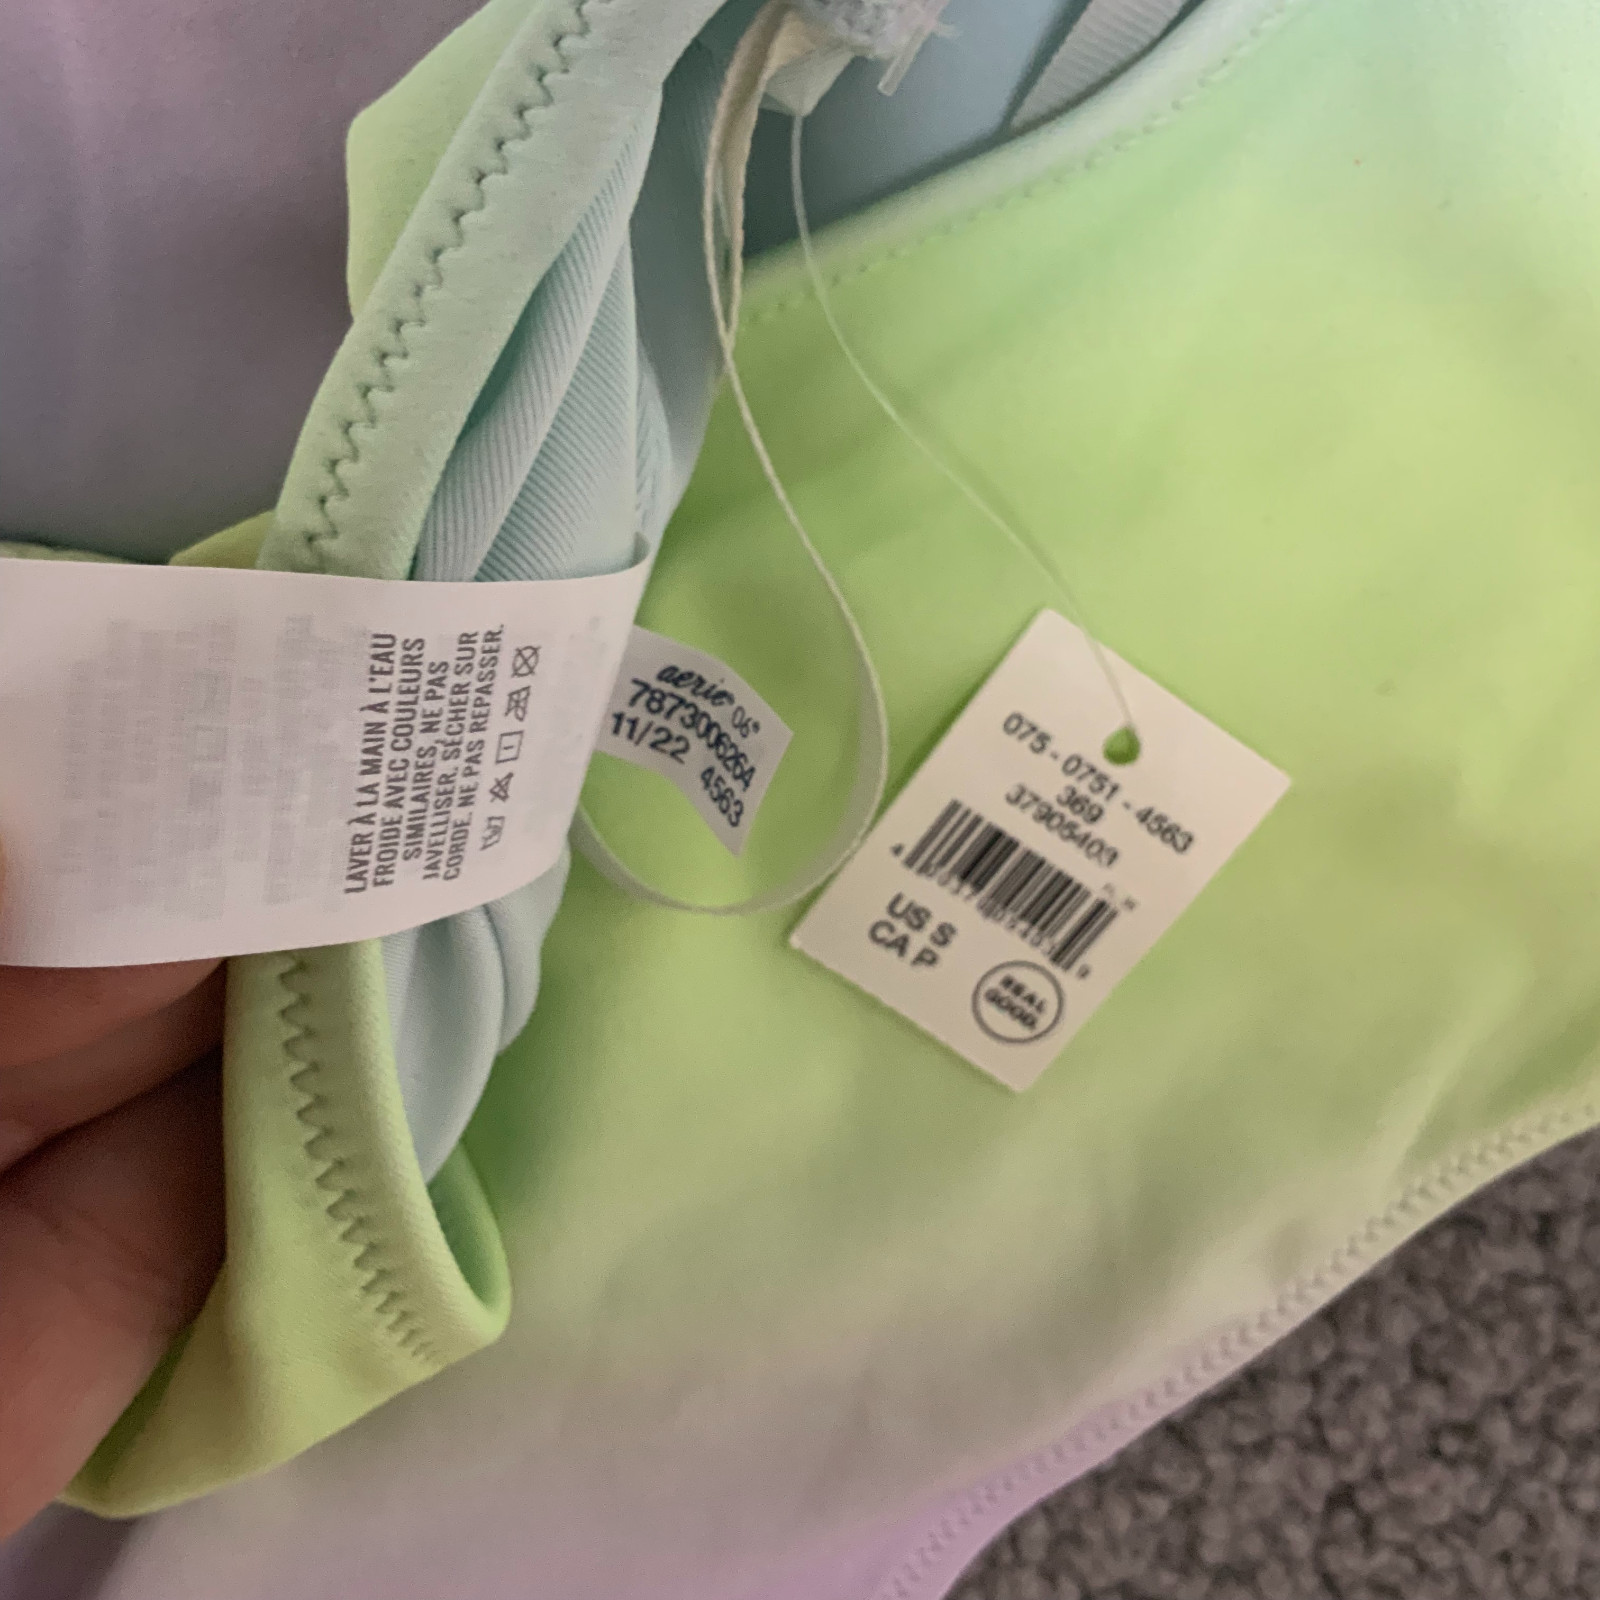 LAVER À LA MAIN À L'EAU
FROIDE AVEC COULEURS
SIMILAIRES, NE PAS
JAVELLISER. SÉCHER SUR
CORDE. NE PAS REPASSER.
aerie 06"
7873006264
11/22 4563
075 - 0751 - 4563
369
37905403
US S
CA P
REAL
GOOD.